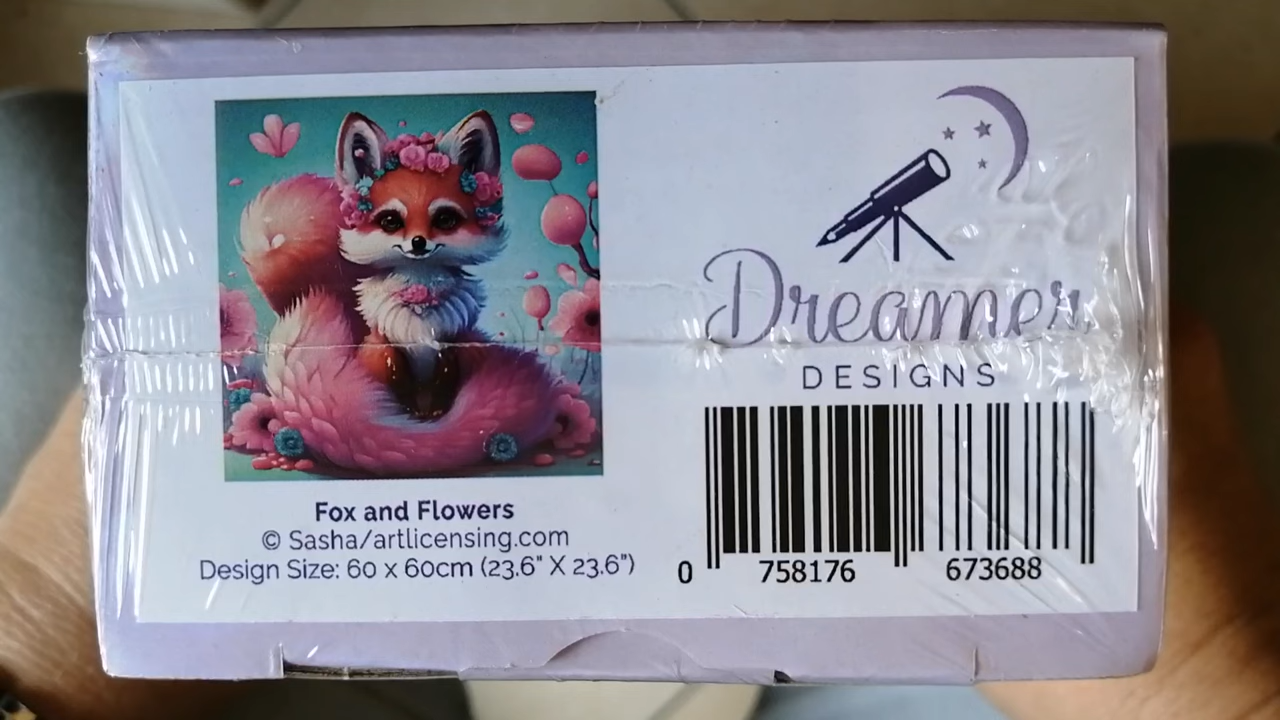 Fox and Flowers
© Sasha/artlicensing.com
Design Size: 60 x 60cm (23.6" X 23.6")
Dreamer
DESIGNS
0 758176 673688